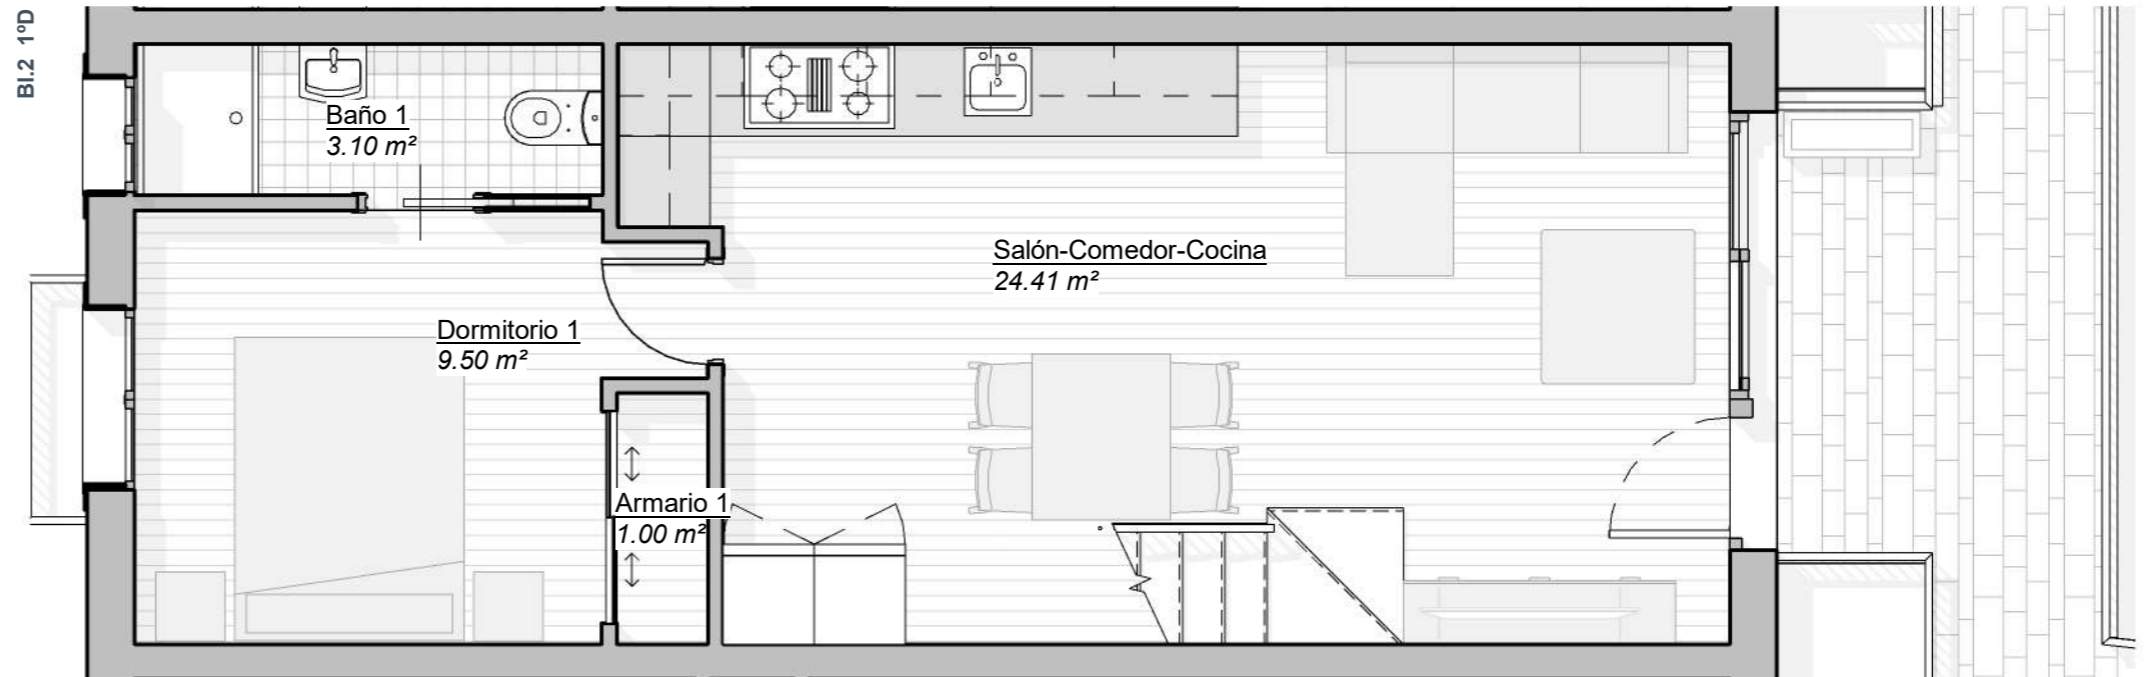 Bl.2 1ºD
Baño 1
3.10 m²
Salón-Comedor-Cocina
24.41 m²
Dormitorio 1
9.50 m²
Armario 1
1.00 m²